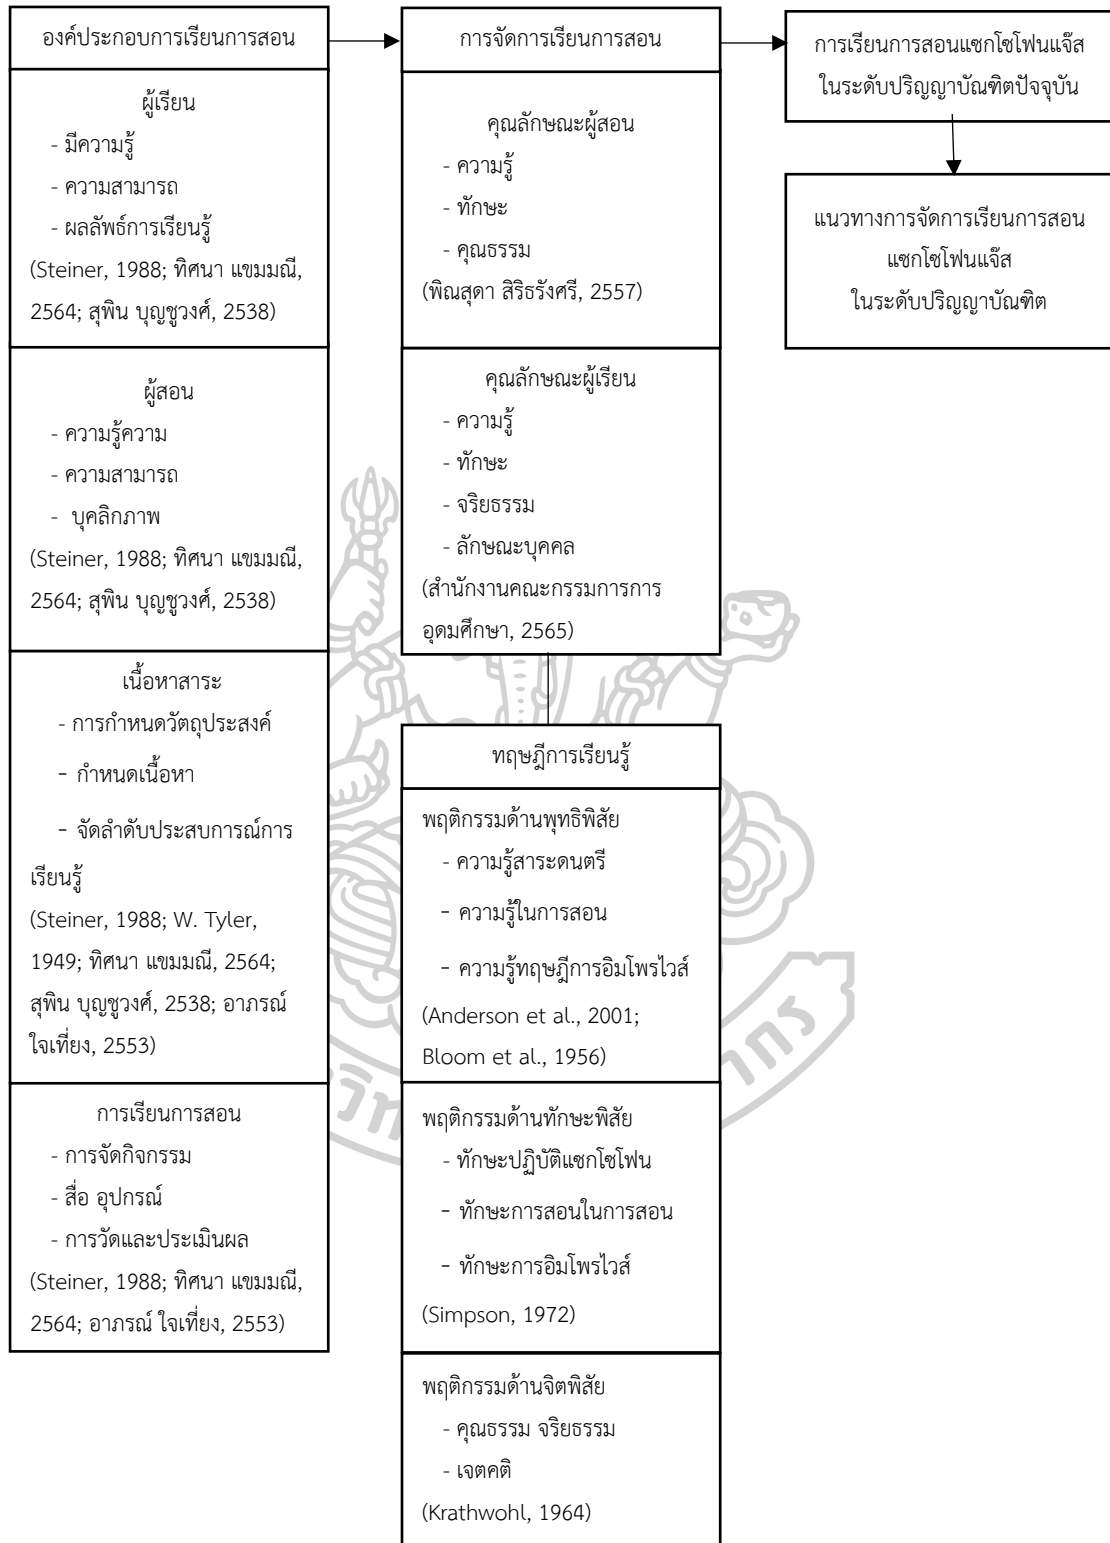 องค์ประกอบการเรียนการสอน
ผู้เรียน
- มีความรู้
- ความสามารถ
- ผลลัพธ์การเรียนรู้
(Steiner, 1988; ทิศนา แขมมณี,
2564; สุพิน บุญชูวงศ์, 2538)
ผู้สอน
- ความรู้ความ
- ความสามารถ
- บุคลิกภาพ
(Steiner, 1988; ทิศนา แขมมณี,
2564; สุพิน บุญชูวงศ์, 2538)
เนื้อหาสาระ
- การกำหนดวัตถุประสงค์
- กำหนดเนื้อหา
- จัดลำดับประสบการณ์การ
เรียนรู้
(Steiner, 1988; W. Tyler,
1949; ทิศนา แขมมณี, 2564;
สุพิน บุญชูวงศ์, 2538; อาภรณ์
ใจเที่ยง, 2553)
การเรียนการสอน
- การจัดกิจกรรม
- สื่อ อุปกรณ์
- การวัดและประเมินผล
(Steiner, 1988; ทิศนา แขมมณี,
2564; อาภรณ์ ใจเที่ยง, 2553)
การจัดการเรียนการสอน
คุณลักษณะผู้สอน
- ความรู้
- ทักษะ
- คุณธรรม
(พิณสุดา สิริธรังศรี, 2557)
คุณลักษณะผู้เรียน
- ความรู้
- ทักษะ
- จริยธรรม
- ลักษณะบุคคล
(สำนักงานคณะกรรมการการ
อุดมศึกษา, 2565)
ทฤษฎีการเรียนรู้
พฤติกรรมด้านพุทธิพิสัย
- ความรู้สาระดนตรี
- ความรู้ในการสอน
- ความรู้ทฤษฎีการอิมโพรไวส์
(Anderson et al., 2001;
Bloom et al., 1956)
พฤติกรรมด้านทักษะพิสัย
- ทักษะปฏิบัติแซกโซโฟน
- ทักษะการสอนในการสอน
- ทักษะการอิมโพรไวส์
(Simpson, 1972)
พฤติกรรมด้านจิตพิสัย
- คุณธรรม จริยธรรม
- เจตคติ
(Krathwohl, 1964)
การเรียนการสอนแซกโซโฟนแจ๊ส
ในระดับปริญญาบัณฑิตปัจจุบัน
แนวทางการจัดการเรียนการสอน
แซกโซโฟนแจ๊ส
ในระดับปริญญาบัณฑิต